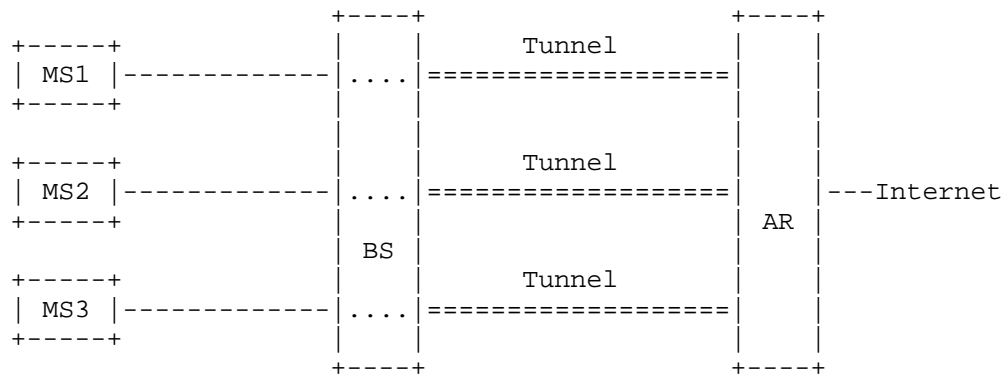 Tunnel
MS1 ....
Tunnel
MS2 .... ---Internet
AR
BS
Tunnel
MS3 ....